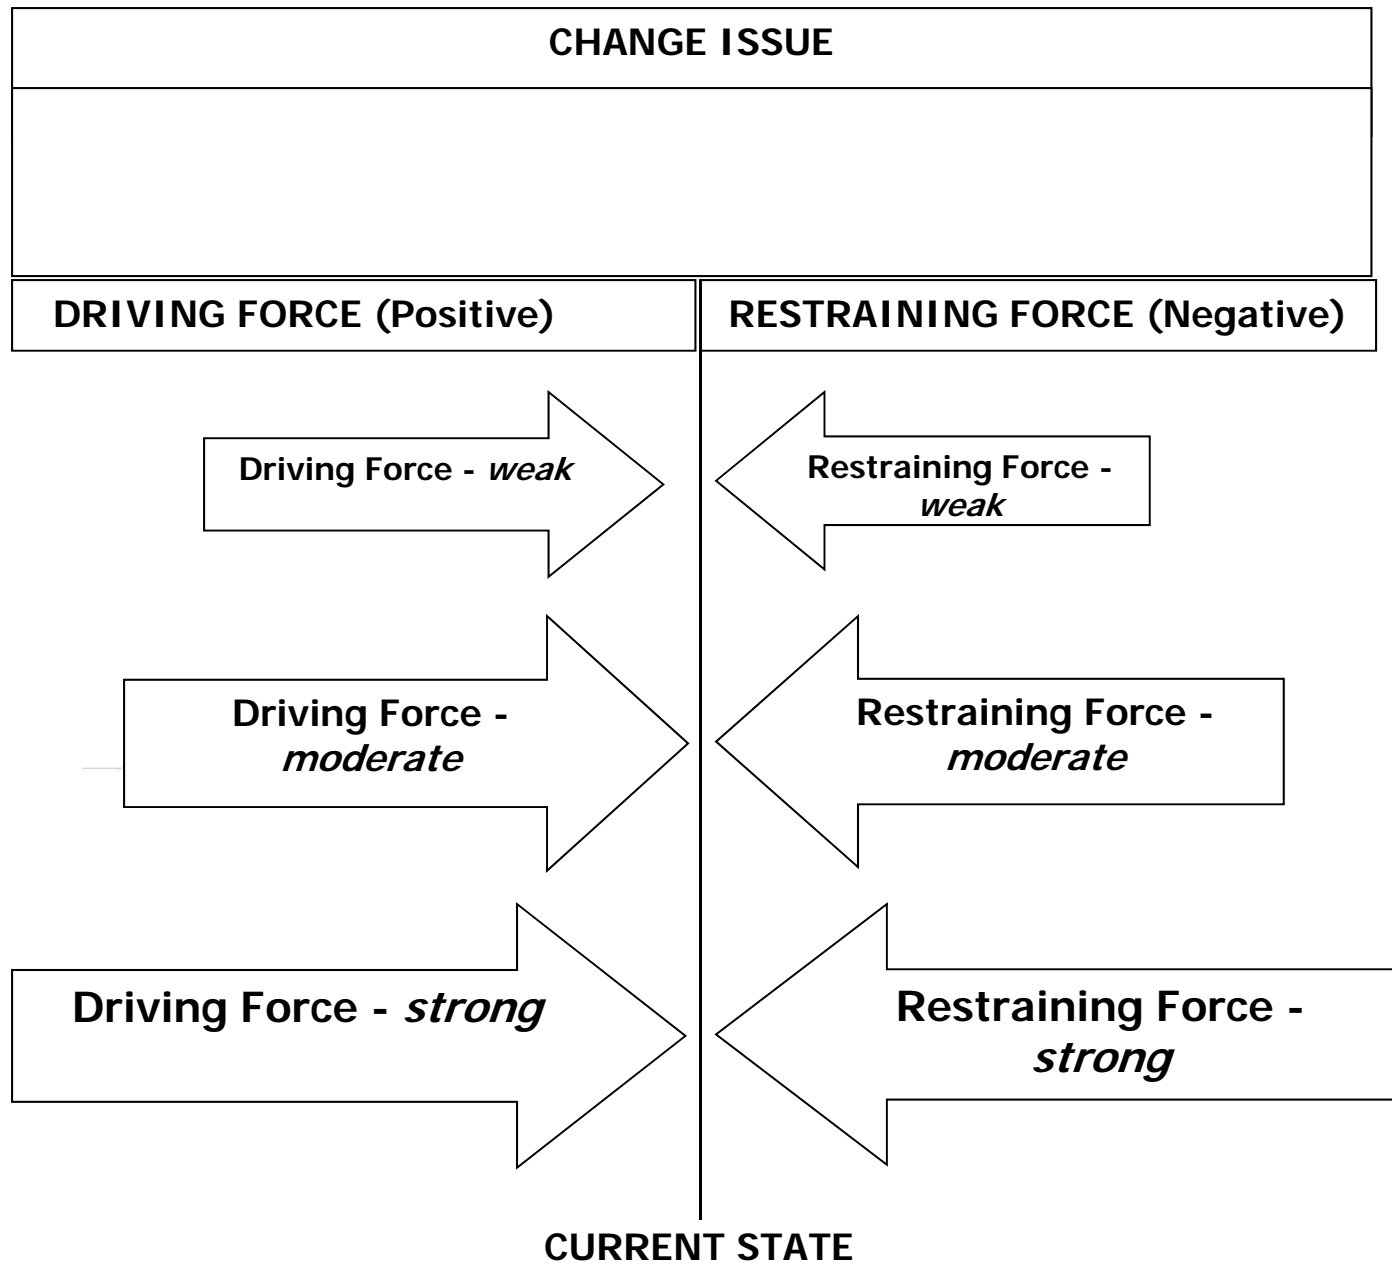 CHANGE ISSUE
DRIVING FORCE (Positive)
RESTRAINING FORCE (Negative)
Driving Force - weak
Restraining Force -
weak
Driving Force -
moderate
Restraining Force -
moderate
Driving Force - strong
Restraining Force -
strong
CURRENT STATE